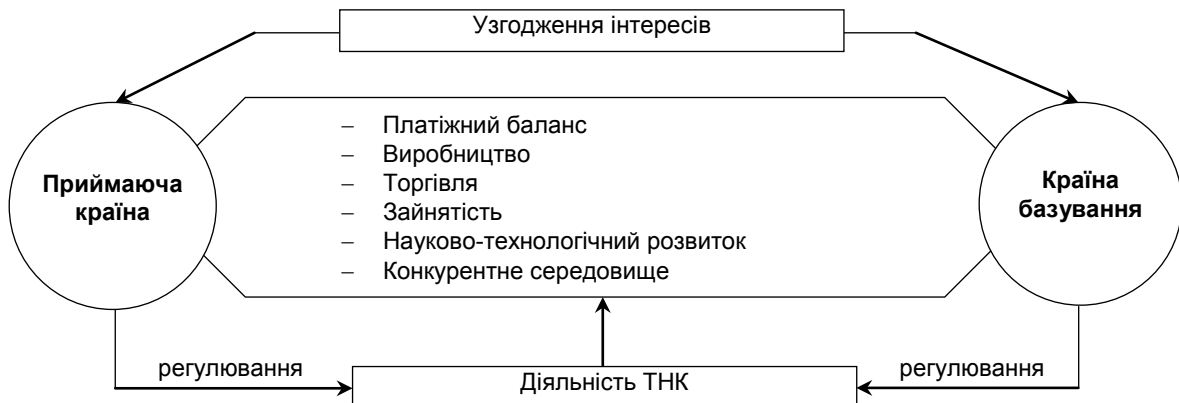 Узгодження інтересів
Приймаюча
країна
– Платіжний баланс
– Виробництво
– Торгівля
– Зайнятість
– Науково-технологічний розвиток
– Конкурентне середовище
Країна
базування
регулювання
Діяльність ТНК
регулювання